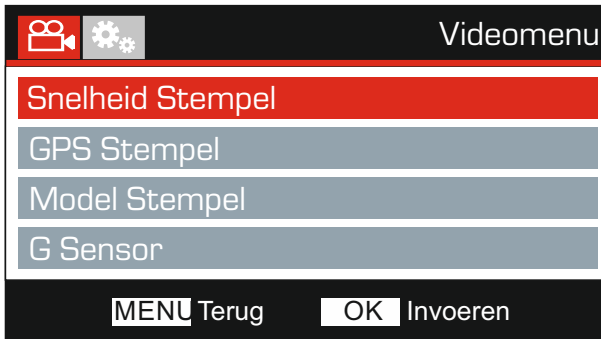 Videomenu
Snelheid Stempel
GPS Stempel
Model Stempel
G Sensor
MENU Terug OK Invoeren